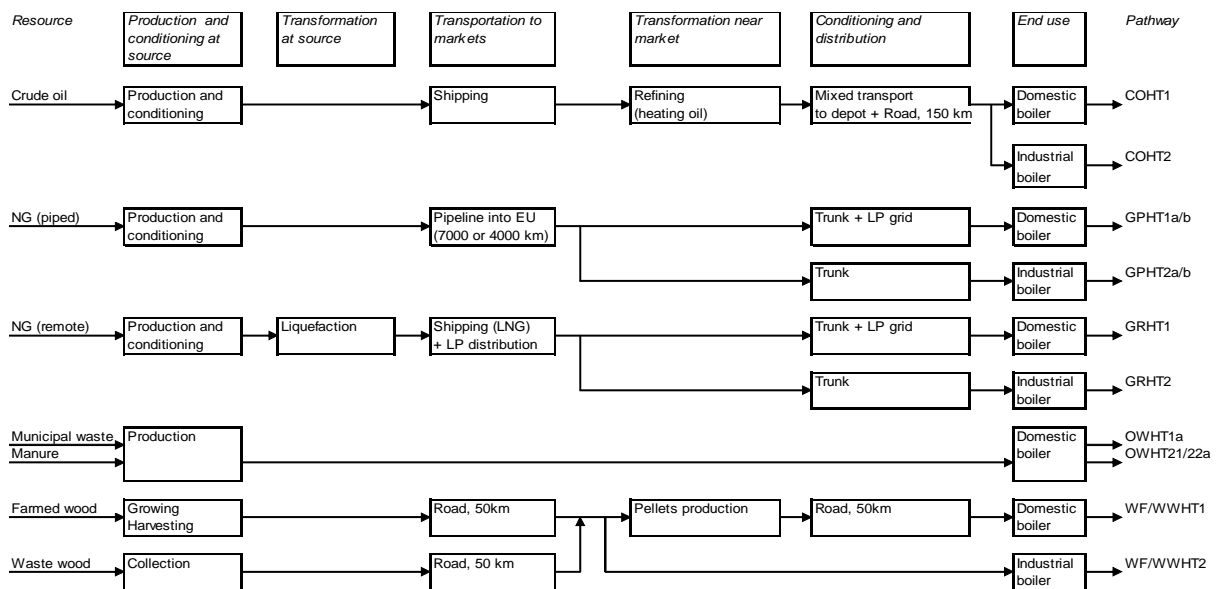 Resource
Production and
conditioning at
source
Transformation
at source
Transportation to
markets
Transformation near
market
Conditioning and
distribution
End use
Pathway
Crude oil
Production and
conditioning
Shipping
Refining
(heating oil)
Mixed transport
to depot + Road, 150 km
Domestic
boiler
COHT1
Industrial
boiler
COHT2
NG (piped)
Production and
conditioning
Pipeline into EU
(7000 or 4000 km)
Trunk + LP grid
Domestic
boiler
GPHT1a/b
Trunk
Industrial
boiler
GPHT2a/b
NG (remote)
Production and
conditioning
Liquefaction
Shipping (LNG)
+ LP distribution
Trunk + LP grid
Domestic
boiler
GRHT1
Trunk
Industrial
boiler
GRHT2
Municipal waste
Manure
Production
Domestic
boiler
OWHT1a
OWHT21/22a
Farmed wood
Growing
Harvesting
Road, 50km
Pellets production
Road, 50km
Domestic
boiler
WF/WWHT1
Waste wood
Collection
Road, 50 km
Industrial
boiler
WF/WWHT2